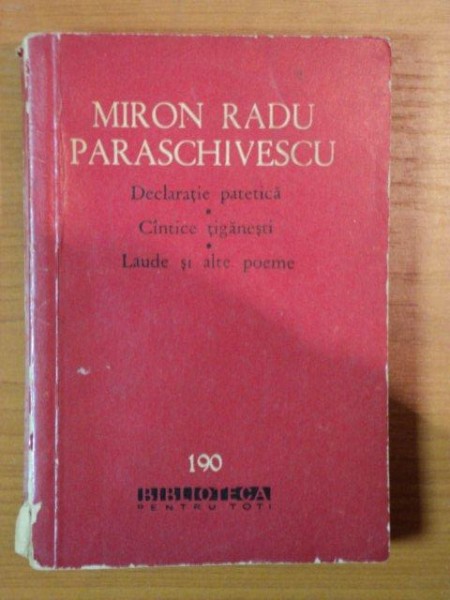 MIRON RADU
PARASCHIVESCU
Declarație patetică
•
Cîntice țigănești
•
Laude și alte poeme
190
BIBLIOTECA
PENTRU TOȚI